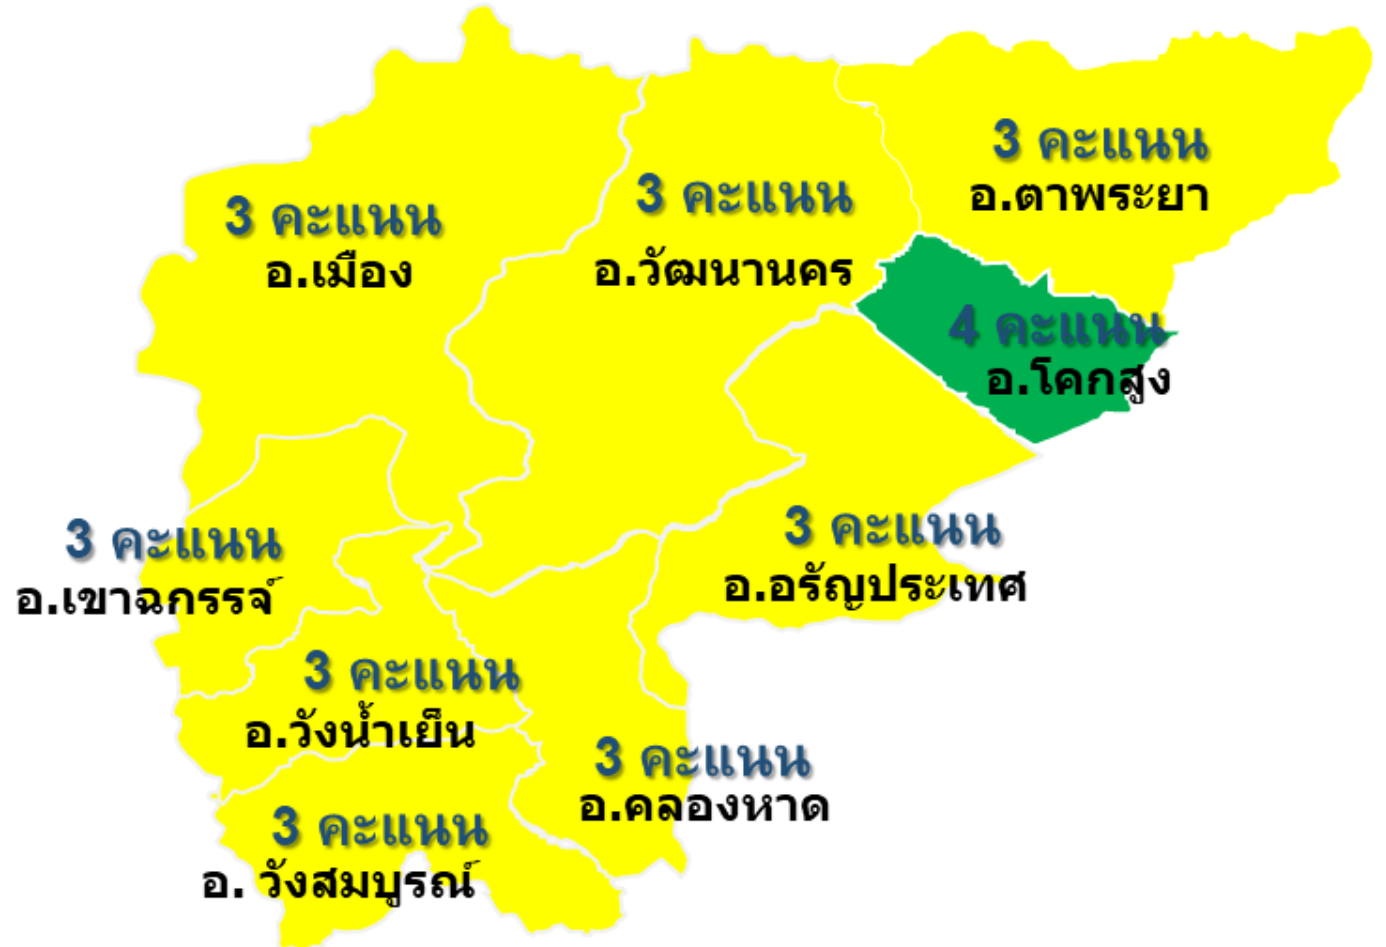 3 คะแนน
อ.ตาพระยา
3 คะแนน
อ.วัฒนานคร
3 คะแนน
อ.เมือง
4 คะแนน
อ.โคกสูง
3 คะแนน
อ.อรัญประเทศ
3 คะแนน
อ.เขาฉกรรจ์
3 คะแนน
อ.วังน้ำเย็น
3 คะแนน
อ.คลองหาด
3 คะแนน
อ. วังสมบูรณ์